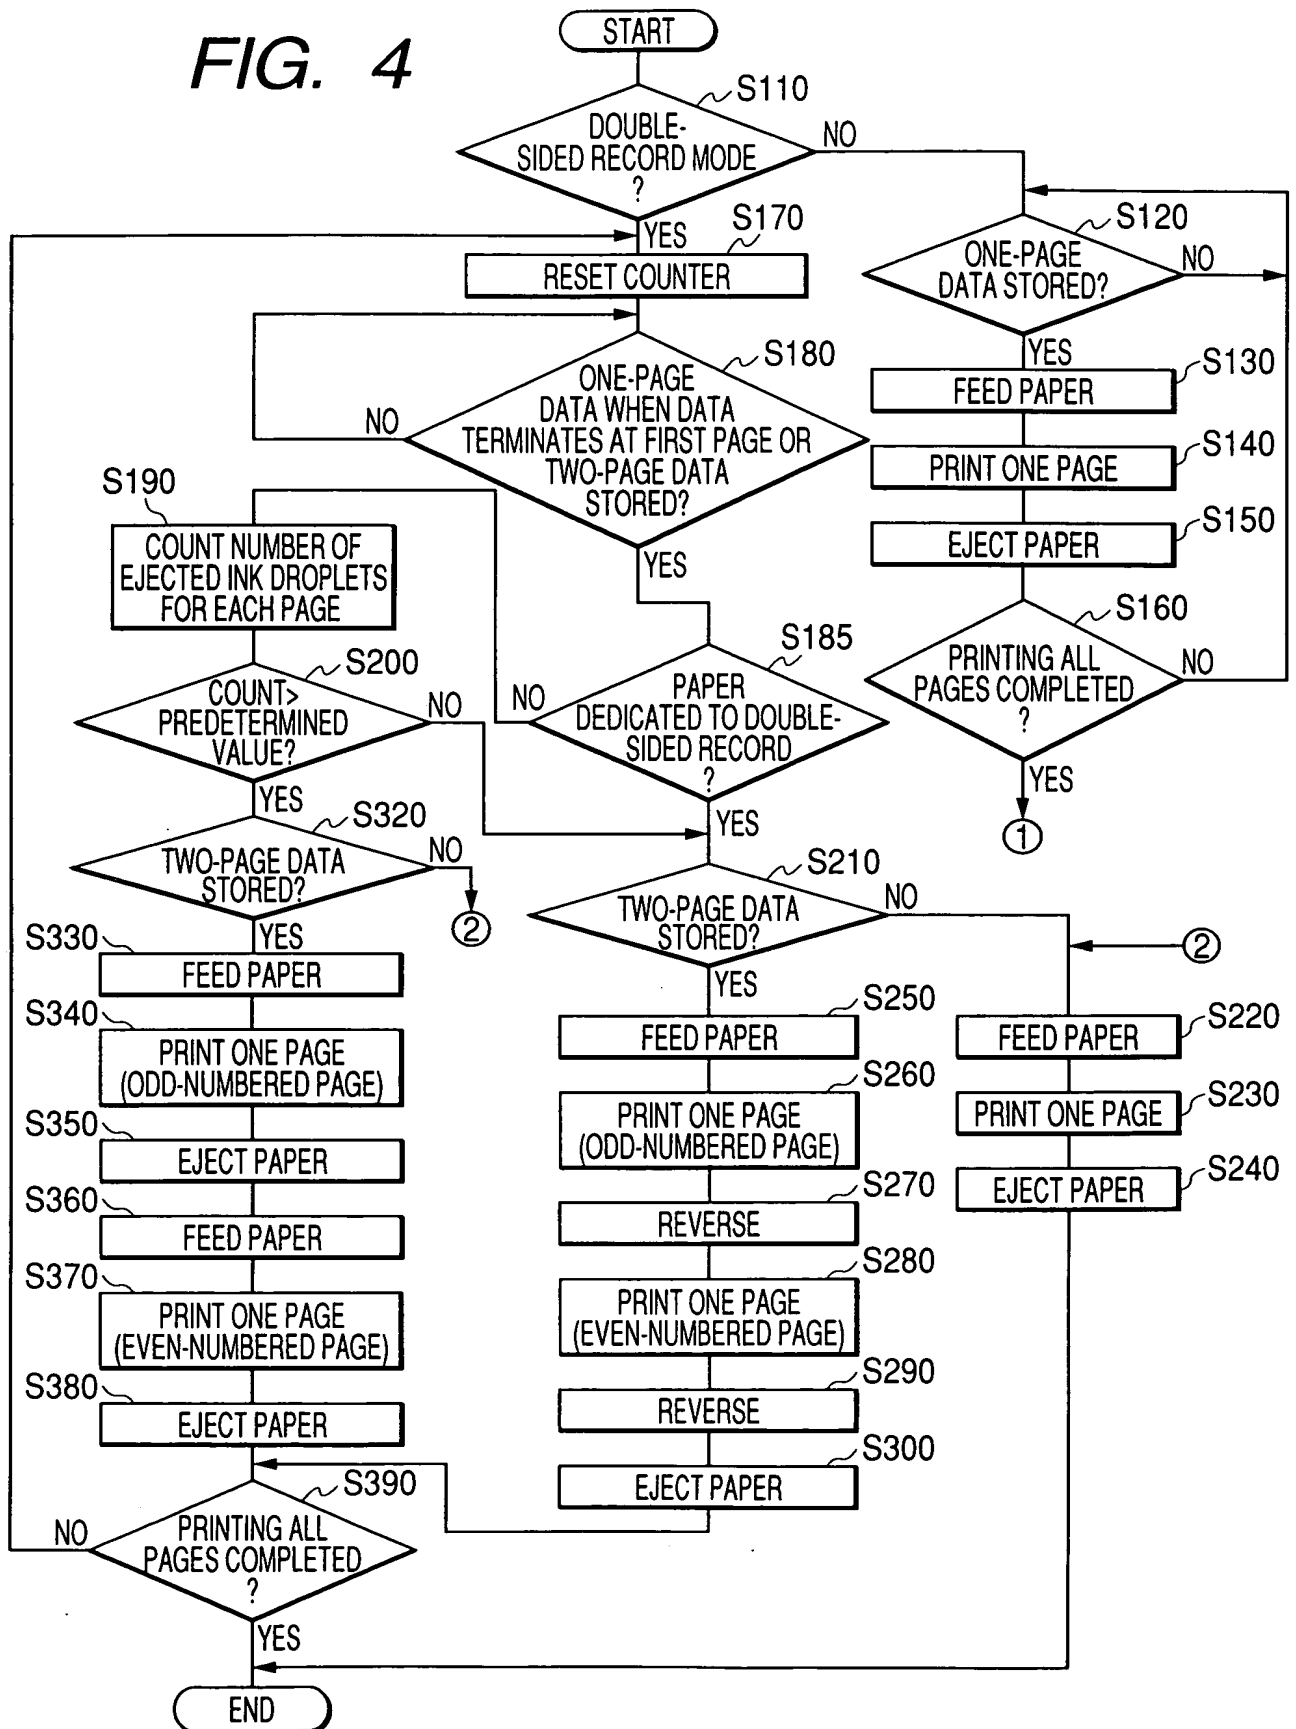 FIG. 4
START
S110
DOUBLE-
SIDED RECORD MODE
?
NO
YES
S170
RESET COUNTER
S120
ONE-PAGE
DATA STORED?
NO
YES
S130
FEED PAPER
S140
PRINT ONE PAGE
S150
EJECT PAPER
S160
PRINTING ALL
PAGES COMPLETED
?
NO
YES
1
S180
ONE-PAGE
DATA WHEN DATA
TERMINATES AT FIRST PAGE OR
TWO-PAGE DATA
STORED?
NO
YES
S185
PAPER
DEDICATED TO DOUBLE-
SIDED RECORD
?
NO
YES
S190
COUNT NUMBER OF
EJECTED INK DROPLETS
FOR EACH PAGE
S200
COUNT>
PREDETERMINED
VALUE?
NO
YES
S320
TWO-PAGE DATA
STORED?
NO
2
YES
S330
FEED PAPER
S340
PRINT ONE PAGE
(ODD-NUMBERED PAGE)
S350
EJECT PAPER
S360
FEED PAPER
S370
PRINT ONE PAGE
(EVEN-NUMBERED PAGE)
S380
EJECT PAPER
S390
PRINTING ALL
PAGES COMPLETED
?
NO
YES
END
S210
TWO-PAGE DATA
STORED?
NO
YES
2
S250
FEED PAPER
S260
PRINT ONE PAGE
(ODD-NUMBERED PAGE)
S270
REVERSE
S280
PRINT ONE PAGE
(EVEN-NUMBERED PAGE)
S290
REVERSE
S300
EJECT PAPER
S220
FEED PAPER
S230
PRINT ONE PAGE
S240
EJECT PAPER